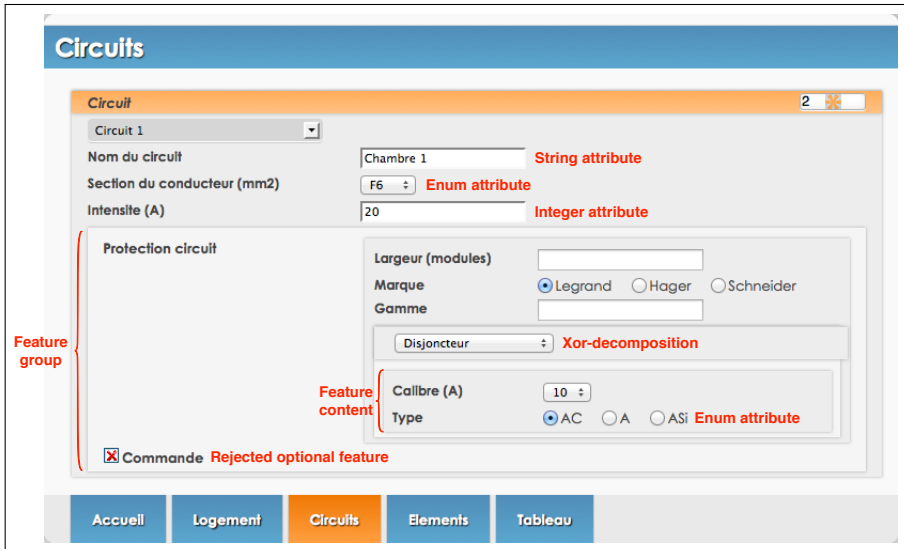 Circuits
Circuit 2
Circuit 1
Nom du circuit Chambre 1 String attribute
Section du conducteur (mm2) F6 Enum attribute
Intensite (A) 20 Integer attribute
Protection circuit
Largeur (modules)
Marque Legrand Hager Schneider
Gamme
Feature group
Disjoncteur Xor-decomposition
Feature content
Calibre (A) 10
Type AC A ASi Enum attribute
Commande Rejected optional feature
Accueil Logement Circuits Elements Tableau